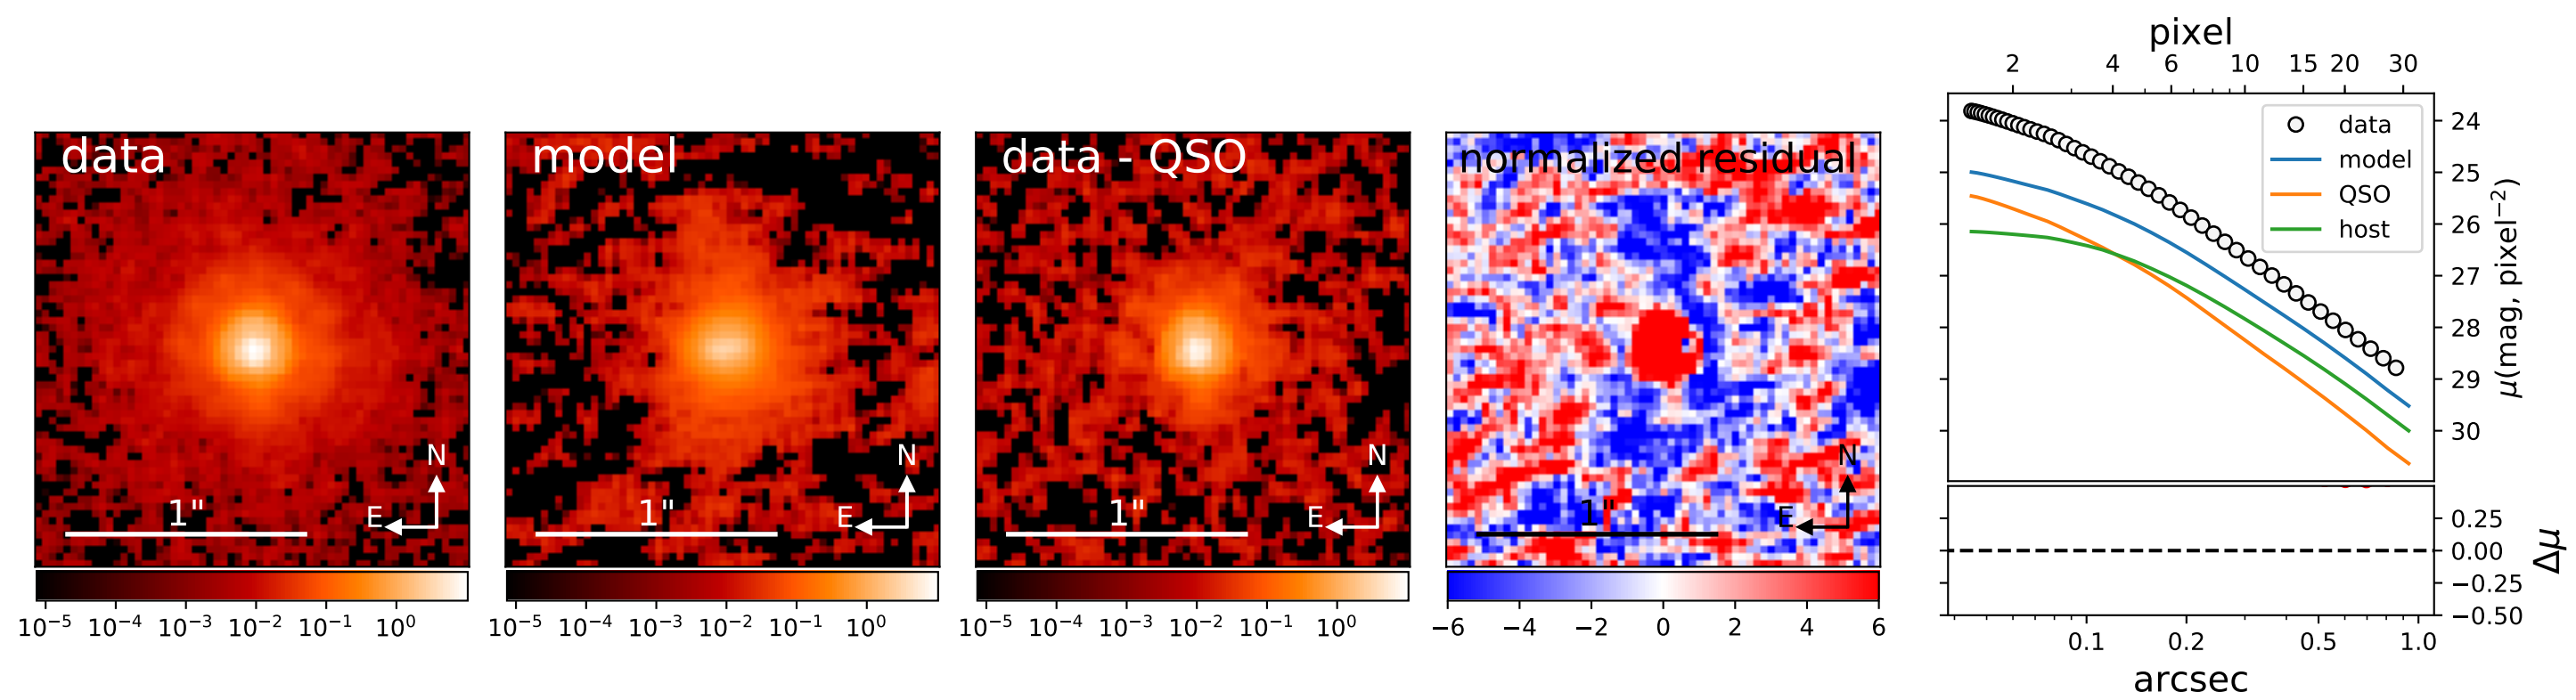 data
N
1"
E
10⁻⁵ 10⁻⁴ 10⁻³ 10⁻² 10⁻¹ 10⁰
model
N
1"
E
10⁻⁵ 10⁻⁴ 10⁻³ 10⁻² 10⁻¹ 10⁰
data - QSO
N
1"
E
10⁻⁵ 10⁻⁴ 10⁻³ 10⁻² 10⁻¹ 10⁰
normalized residual
N
1"
E
−6 −4 −2 0 2 4 6
pixel
2 4 6 10 15 20 30
data
model
QSO
host
24
25
26
27
28
29
30
μ(mag, pixel⁻²)
0.25
0.00
−0.25
−0.50
Δμ
0.1 0.2 0.5 1.0
arcsec